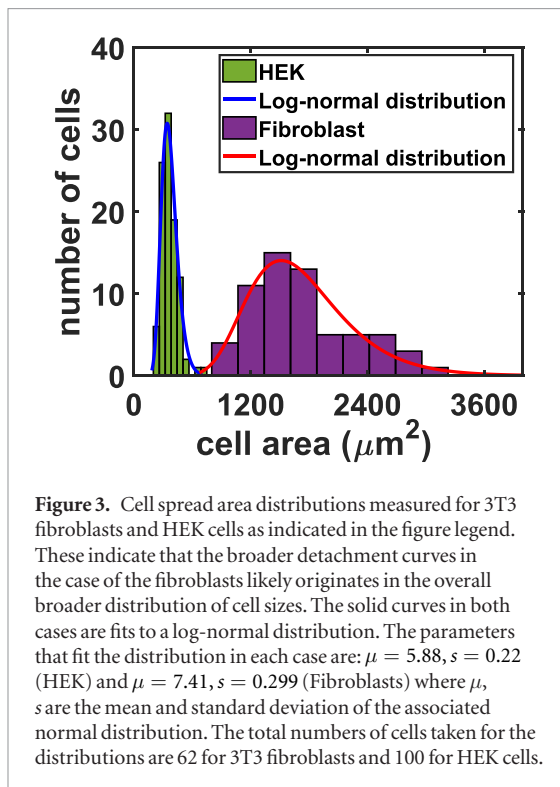 40
30
20
10
0
number of cells
HEK
Log-normal distribution
Fibroblast
Log-normal distribution
0 1200 2400 3600
cell area (μm²)
Figure 3. Cell spread area distributions measured for 3T3
fibroblasts and HEK cells as indicated in the figure legend.
These indicate that the broader detachment curves in
the case of the fibroblasts likely originates in the overall
broader distribution of cell sizes. The solid curves in both
cases are fits to a log-normal distribution. The parameters
that fit the distribution in each case are: μ = 5.88, s = 0.22
(HEK) and μ = 7.41, s = 0.299 (Fibroblasts) where μ,
s are the mean and standard deviation of the associated
normal distribution. The total numbers of cells taken for the
distributions are 62 for 3T3 fibroblasts and 100 for HEK cells.